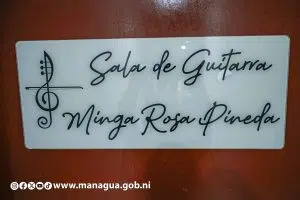 Sala de Guitarra
Minga Rosa Pineda
www.managua.gob.ni